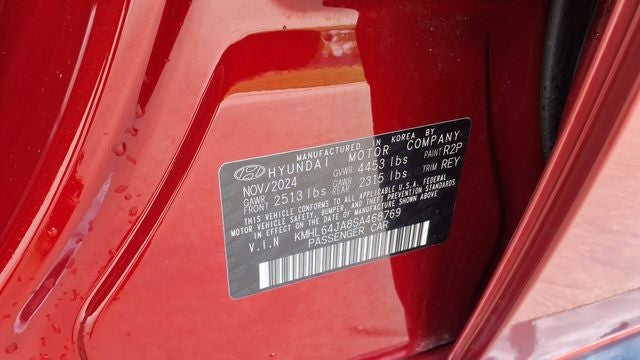 MANUFACTURED IN KOREA BY
HYUNDAI MOTOR COMPANY
NOV/2024 GVWR 4453 lbs PAINT R2P
GAWR FRONT 2513 lbs GAWR REAR 2315 lbs TRIM REY
THIS VEHICLE CONFORMS TO ALL APPLICABLE U.S.A. FEDERAL
MOTOR VEHICLE SAFETY, BUMPER, AND THEFT PREVENTION STANDARDS
IN EFFECT ON THE DATE OF MANUFACTURE SHOWN ABOVE.
V.I.N KMHL64JA8SA468769
PASSENGER CAR